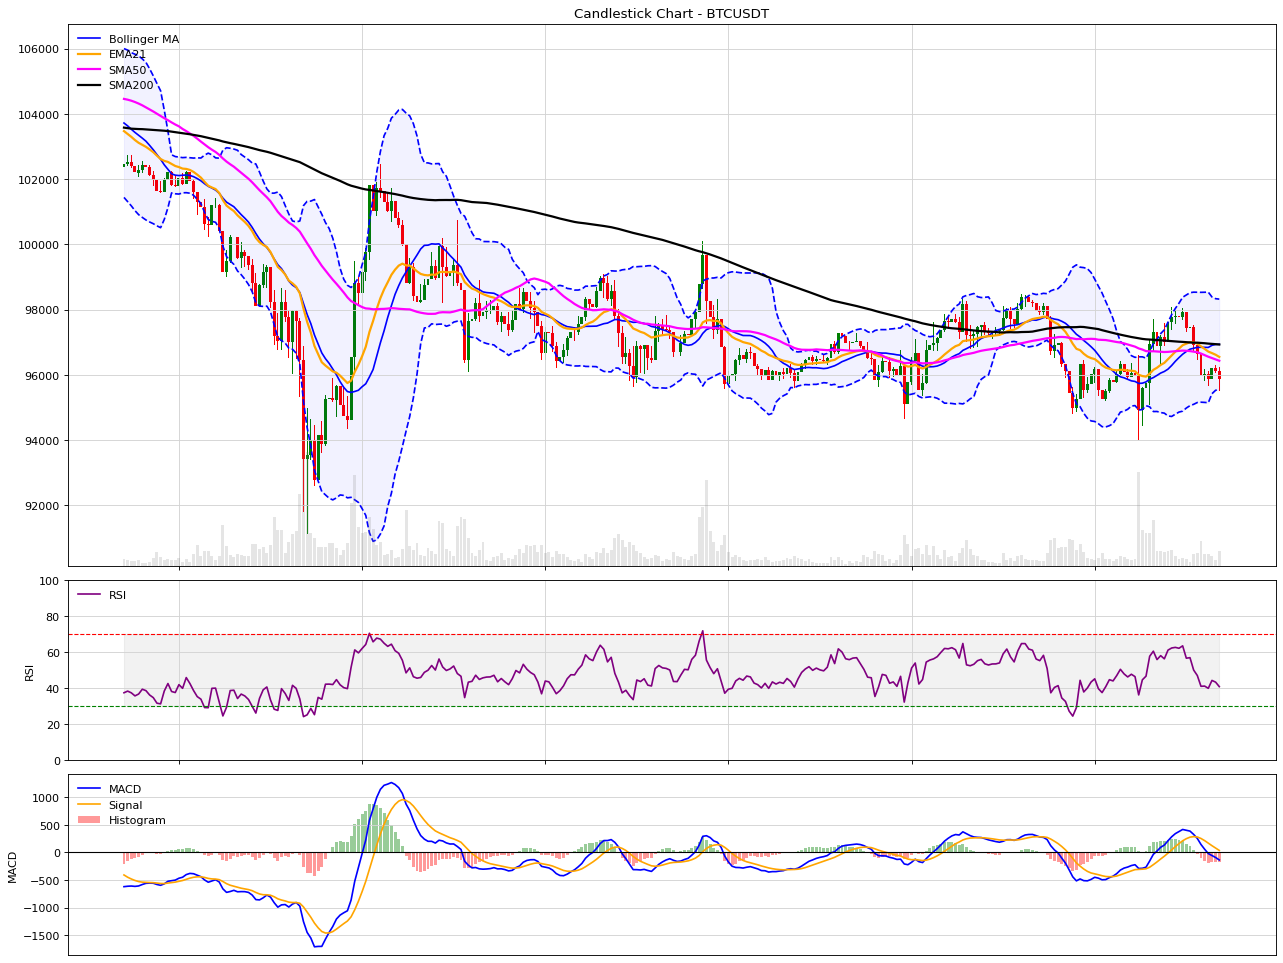 Candlestick Chart - BTCUSDT
Bollinger MA
EMA21
SMA50
SMA200
106000
104000
102000
100000
98000
96000
94000
92000
RSI
100
80
60
40
20
0
RSI
MACD
Signal
Histogram
1000
500
0
−500
−1000
−1500
MACD